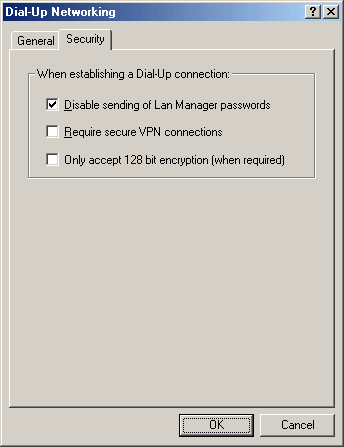 Dial-Up Networking
General Security
When establishing a Dial-Up connection:
Disable sending of Lan Manager passwords
Require secure VPN connections
Only accept 128 bit encryption (when required)
OK Cancel